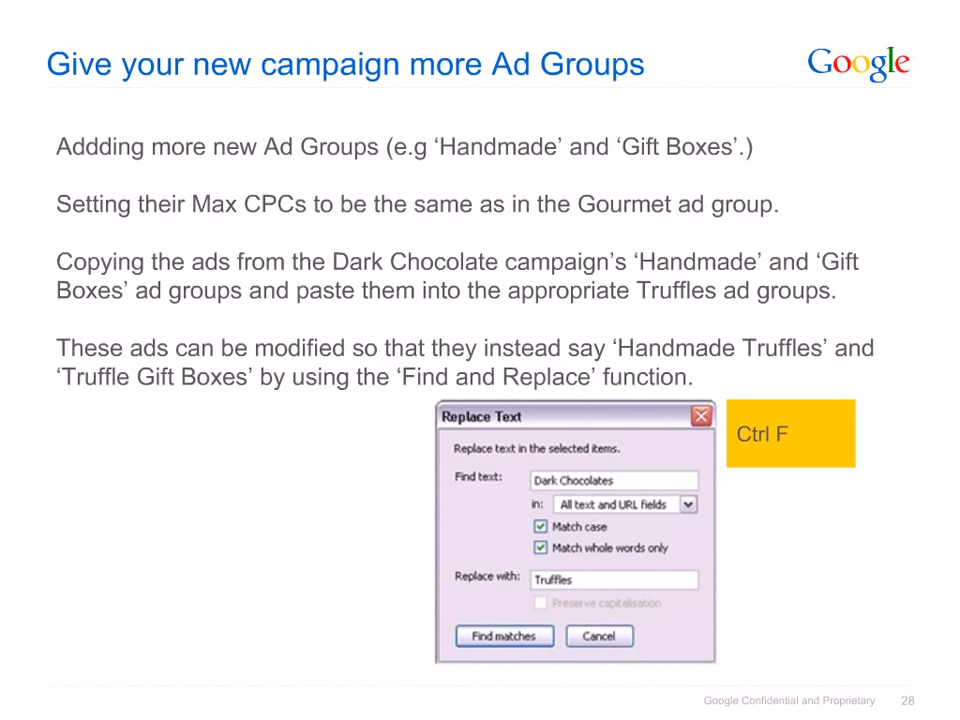 Give your new campaign more Ad Groups
Google
Addding more new Ad Groups (e.g ‘Handmade’ and ‘Gift Boxes’.)
Setting their Max CPCs to be the same as in the Gourmet ad group.
Copying the ads from the Dark Chocolate campaign’s ‘Handmade’ and ‘Gift
Boxes’ ad groups and paste them into the appropriate Truffles ad groups.
These ads can be modified so that they instead say ‘Handmade Truffles’ and
‘Truffle Gift Boxes’ by using the ‘Find and Replace’ function.
Replace Text
Replace text in the selected items.
Find text: Dark Chocolates
in: All text and URL fields
Match case
Match whole words only
Replace with: Truffles
Preserve capitalisation
Find matches Cancel
Ctrl F
Google Confidential and Proprietary 28